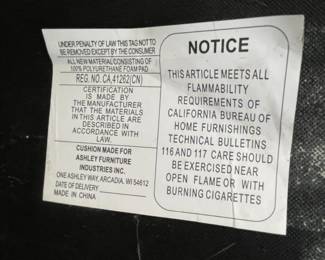 UNDER PENALTY OF LAW THIS TAG NOT TO
BE REMOVED EXCEPT BY THE CONSUMER
ALL NEW MATERIAL CONSISTING OF
100% POLYURETHANE FOAM PAD
REG. NO. CA,41262(CN)
CERTIFICATION
IS MADE BY
THE MANUFACTURER
THAT THE MATERIALS
IN THIS ARTICLE ARE
DESCRIBED IN
ACCORDANCE WITH
LAW.
CUSHION MADE FOR
ASHLEY FURNITURE
INDUSTRIES INC.
ONE ASHLEY WAY, ARCADIA, WI 54612
DATE OF DELIVERY
MADE IN CHINA
NOTICE
THIS ARTICLE MEETS ALL
FLAMMABILITY
REQUIREMENTS OF
CALIFORNIA BUREAU OF
HOME FURNISHINGS
TECHNICAL BULLETINS
116 AND 117 CARE SHOULD
BE EXERCISED NEAR
OPEN FLAME OR WITH
BURNING CIGARETTES